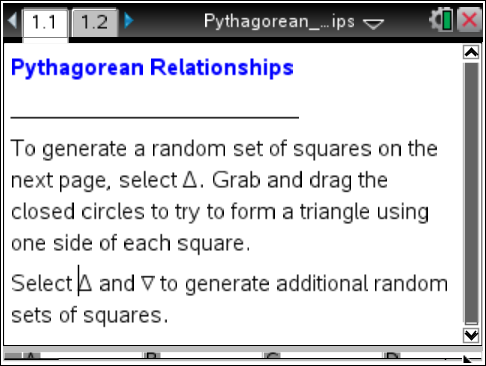 1.1 1.2 Pythagorean_...ips
Pythagorean Relationships
To generate a random set of squares on the
next page, select Δ. Grab and drag the
closed circles to try to form a triangle using
one side of each square.
Select Δ and ∇ to generate additional random
sets of squares.